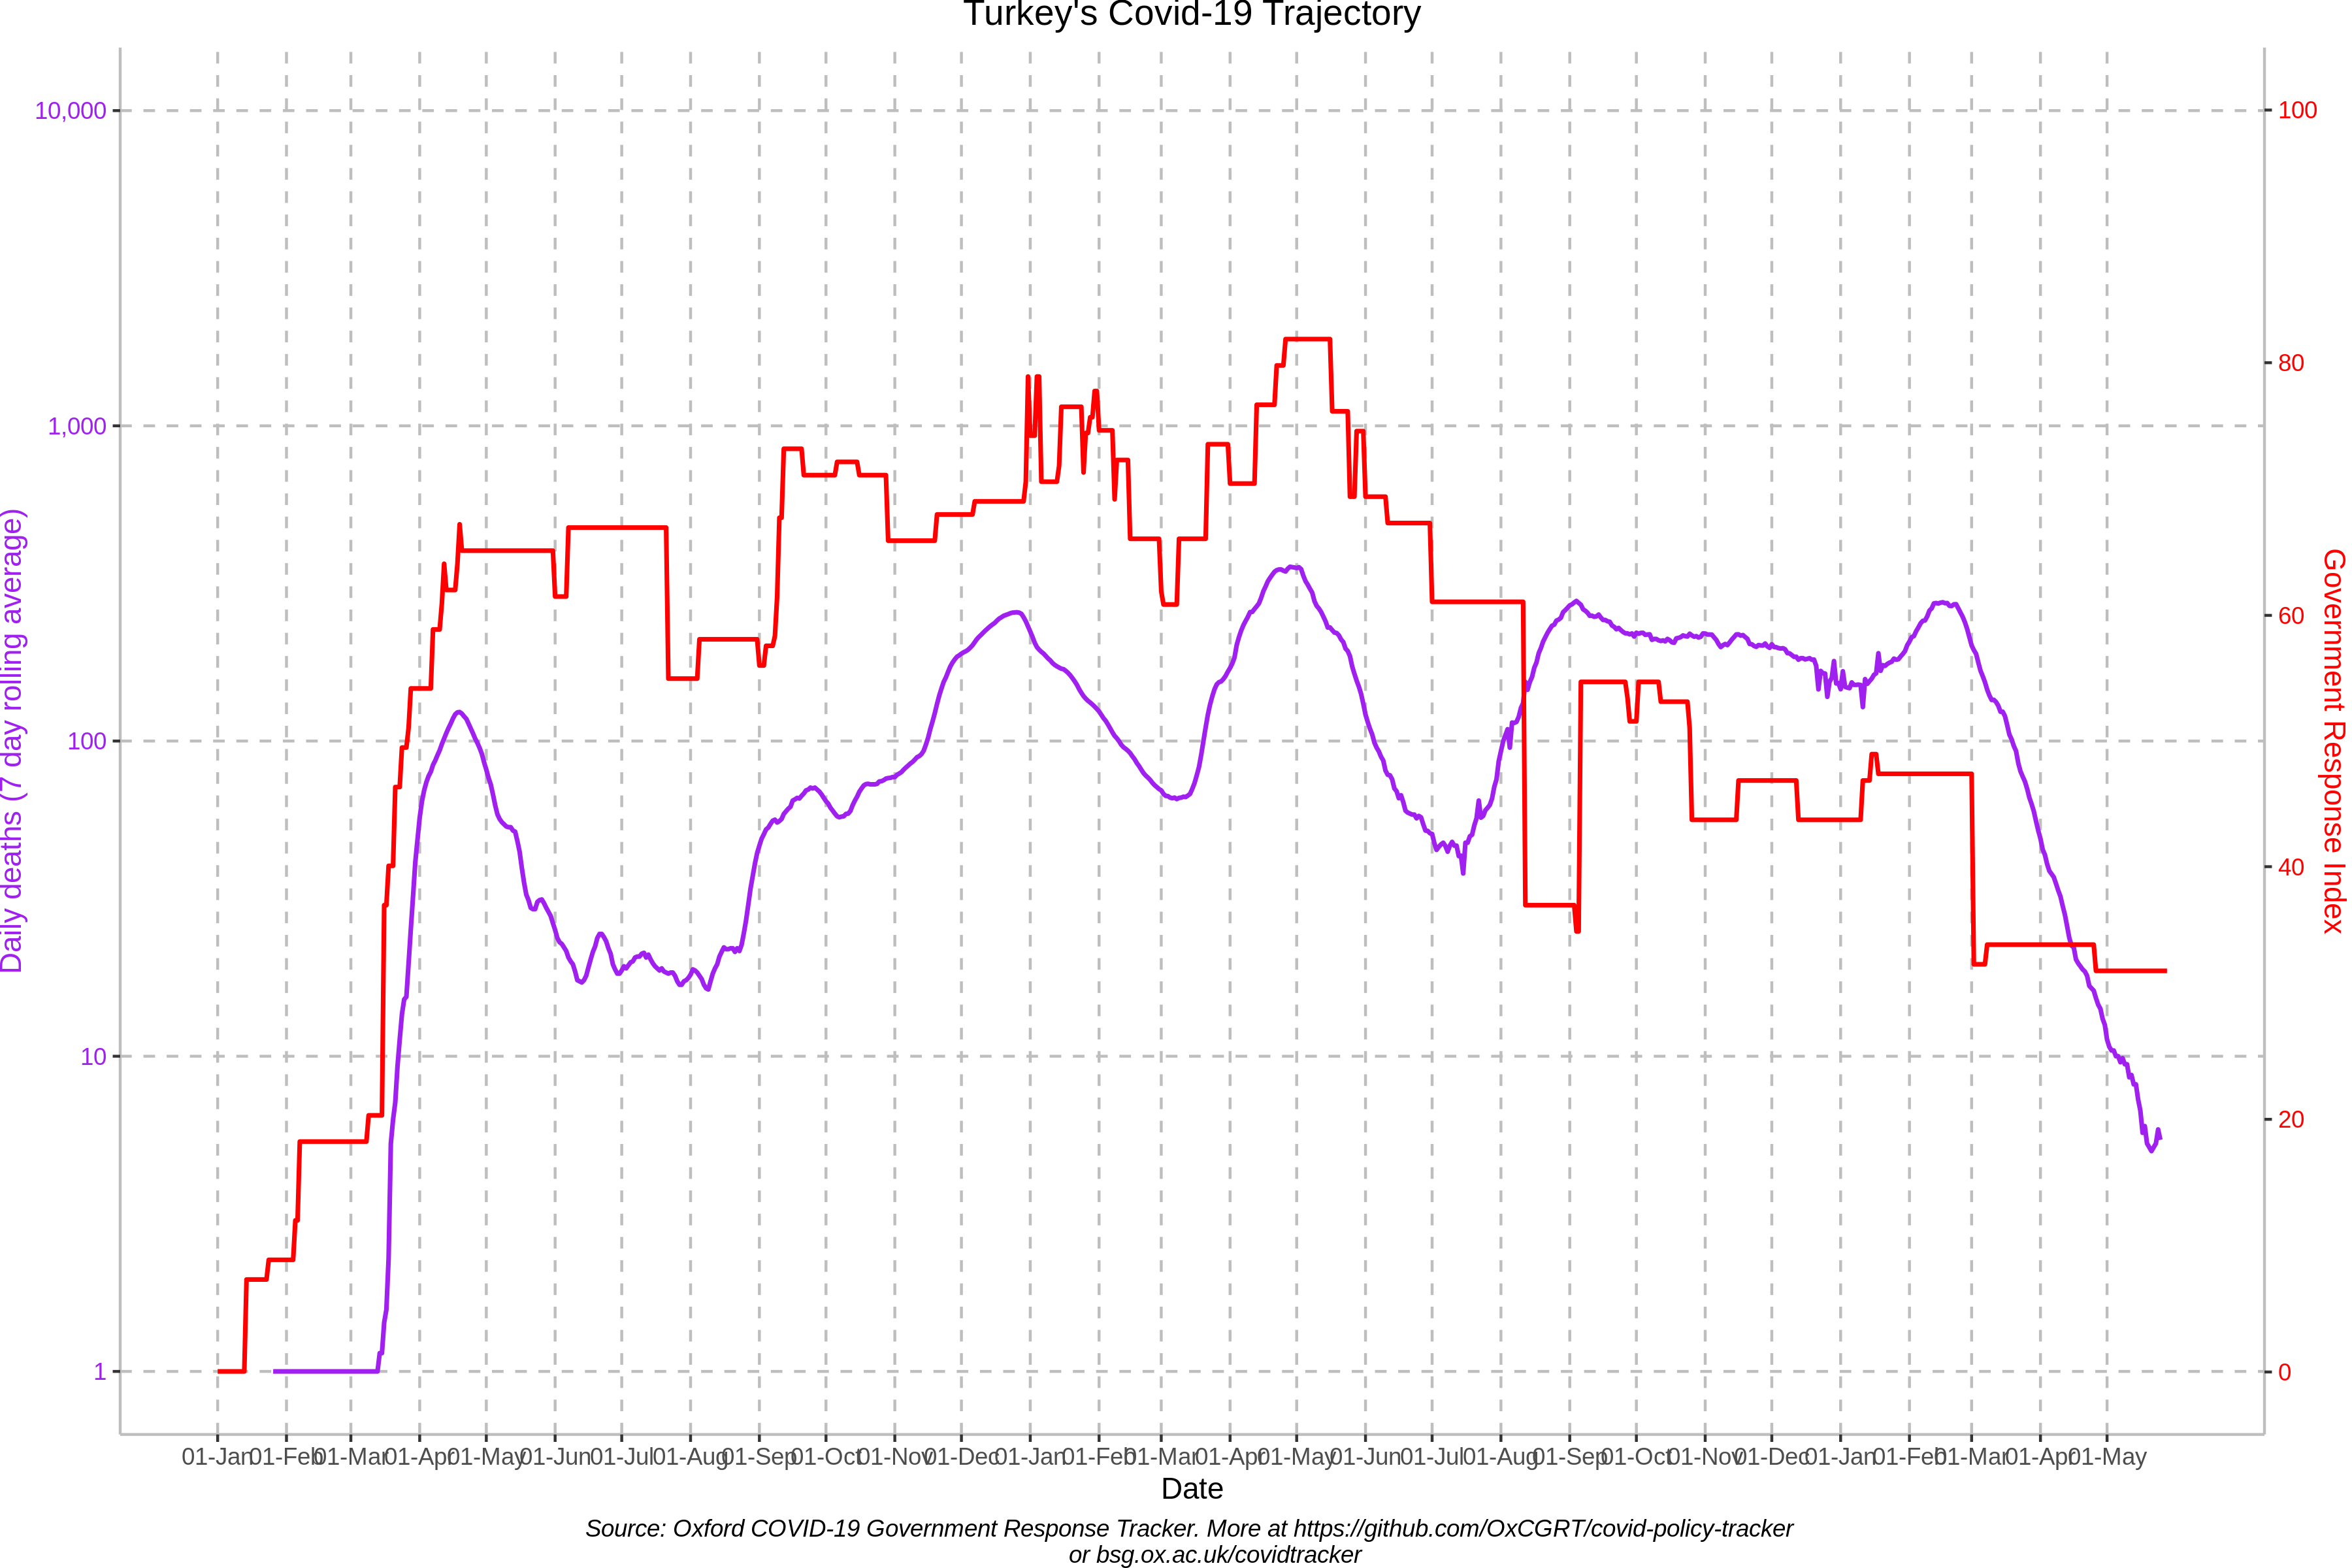 Turkey's Covid-19 Trajectory
Daily deaths (7 day rolling average)
10,000
1,000
100
10
1
100
80
60
40
20
0
Government Response Index
01-Jan 01-Feb 01-Mar 01-Apr 01-May 01-Jun 01-Jul 01-Aug 01-Sep 01-Oct 01-Nov 01-Dec 01-Jan 01-Feb 01-Mar 01-Apr 01-May 01-Jun 01-Jul 01-Aug 01-Sep 01-Oct 01-Nov 01-Dec 01-Jan 01-Feb 01-Mar 01-Apr 01-May
Date
Source: Oxford COVID-19 Government Response Tracker. More at https://github.com/OxCGRT/covid-policy-tracker
or bsg.ox.ac.uk/covidtracker